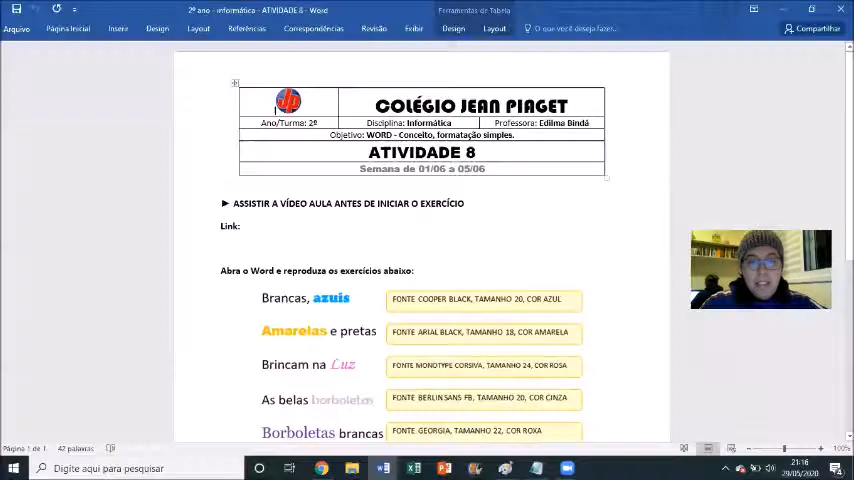 2º ano - Informática - ATIVIDADE 8 - Word
Ferramentas de Tabela
Arquivo Página Inicial Inserir Design Layout Referências Correspondências Revisão Exibir Design Layout O que você deseja fazer... Compartilhar
JP
COLÉGIO JEAN PIAGET
Ano/Turma: 2º Disciplina: Informática Professora: Edilma Bindá
Objetivo: WORD - Conceito, formatação simples.
ATIVIDADE 8
Semana de 01/06 a 05/06
► ASSISTIR A VÍDEO AULA ANTES DE INICIAR O EXERCÍCIO
Link:
Abra o Word e reproduza os exercícios abaixo:
Brancas, azuis FONTE COOPER BLACK, TAMANHO 20, COR AZUL
Amarelas e pretas FONTE ARIAL BLACK, TAMANHO 18, COR AMARELA
Brincam na Luz FONTE MONOTYPE CORSIVA, TAMANHO 24, COR ROSA
As belas borboletas FONTE BERLIN SANS FB, TAMANHO 20, COR CINZA
Borboletas brancas FONTE GEORGIA, TAMANHO 22, COR ROXA
Página 1 de 1 42 palavras 100%
Digite aqui para pesquisar
21:16
29/05/2020
4